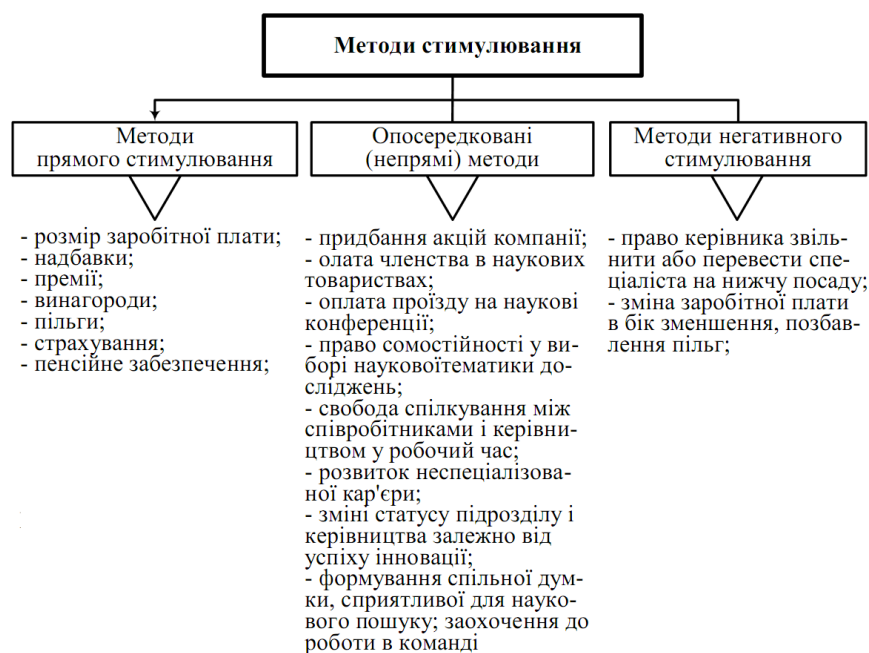 Методи стимулювання
Методи
прямого стимулювання
- розмір заробітної плати;
- надбавки;
- премії;
- винагороди;
- пільги;
- страхування;
- пенсійне забезпечення;
Опосередковані
(непрямі) методи
- придбання акцій компанії;
- олата членства в наукових
товариствах;
- оплата проїзду на наукові
конференції;
- право сомостійності у ви-
борі науковоїтематики до-
сліджень;
- свобода спілкування між
співробітниками і керівни-
цтвом у робочий час;
- розвиток неспеціалізова-
ної кар'єри;
- зміні статусу підрозділу і
керівництва залежно від
успіху інновації;
- формування спільної дум-
ки, сприятливої для науко-
вого пошуку; заохочення до
роботи в команді
Методи негативного
стимулювання
- право керівника звіль-
нити або перевести спе-
ціаліста на нижчу посаду;
- зміна заробітної плати
в бік зменшення, позбав-
лення пільг;